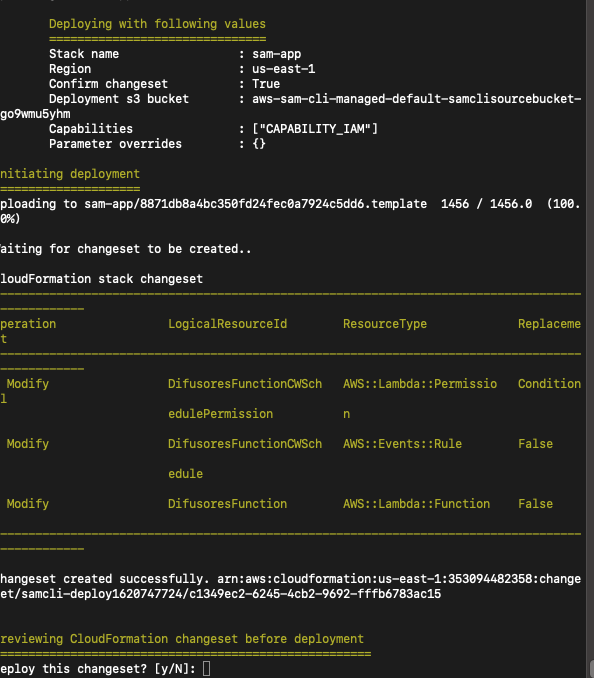 Deploying with following values
===============================
Stack name                 : sam-app
Region                     : us-east-1
Confirm changeset          : True
Deployment s3 bucket       : aws-sam-cli-managed-default-samclisourcebucket-
go9wmu5yhm
Capabilities               : ["CAPABILITY_IAM"]
Parameter overrides        : {}
nitiating deployment
====================
ploading to sam-app/8871db8a4bc350fd24fec0a7924c5dd6.template  1456 / 1456.0  (100.
0%)
aiting for changeset to be created..
loudFormation stack changeset
-----------------------------------------------------------------------------------
------------
peration                LogicalResourceId        ResourceType             Replaceme
t
-----------------------------------------------------------------------------------
------------
Modify                 DifusoresFunctionCWSch   AWS::Lambda::Permissio   Condition
l
edulePermission          n
Modify                 DifusoresFunctionCWSch   AWS::Events::Rule        False
edule
Modify                 DifusoresFunction        AWS::Lambda::Function    False
-----------------------------------------------------------------------------------
------------
hangeset created successfully. arn:aws:cloudformation:us-east-1:353094482358:change
et/samcli-deploy1620747724/c1349ec2-6245-4cb2-9692-fffb6783ac15
reviewing CloudFormation changeset before deployment
=====================================================
eploy this changeset? [y/N]: